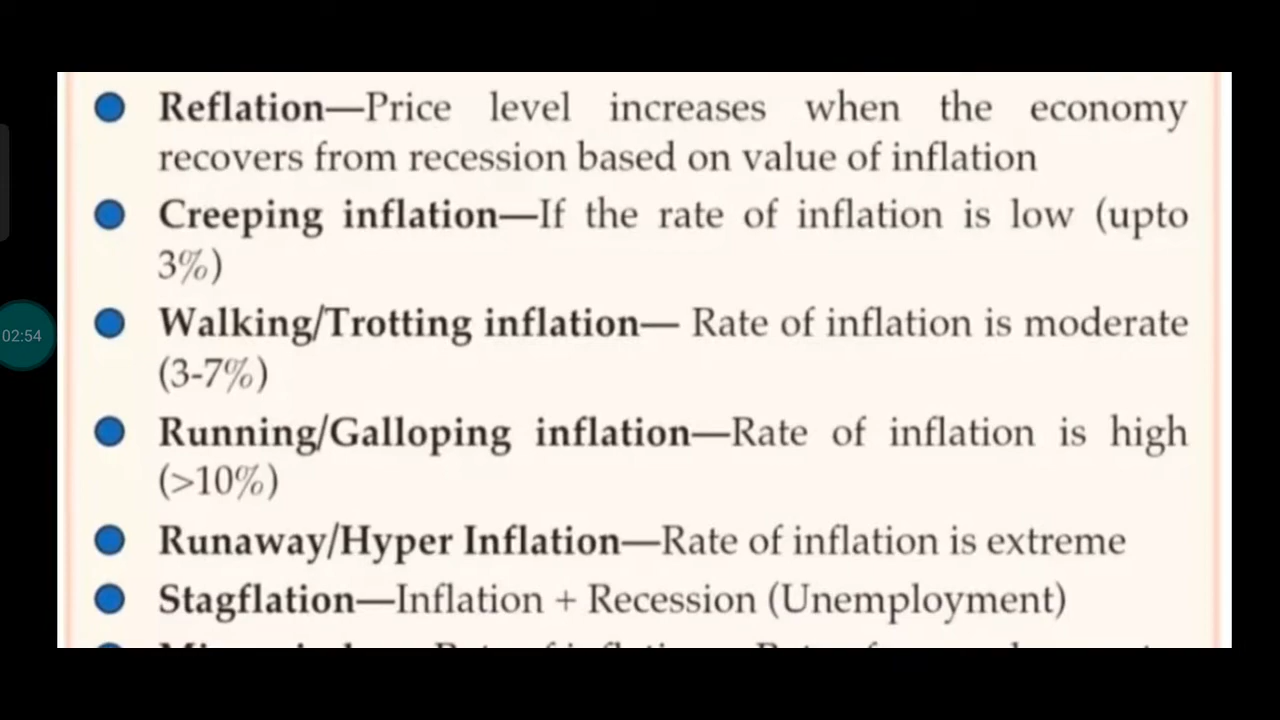 Reflation—Price level increases when the economy
recovers from recession based on value of inflation
Creeping inflation—If the rate of inflation is low (upto
3%)
Walking/Trotting inflation— Rate of inflation is moderate
(3-7%)
02:54
Running/Galloping inflation—Rate of inflation is high
(>10%)
Runaway/Hyper Inflation—Rate of inflation is extreme
Stagflation—Inflation + Recession (Unemployment)